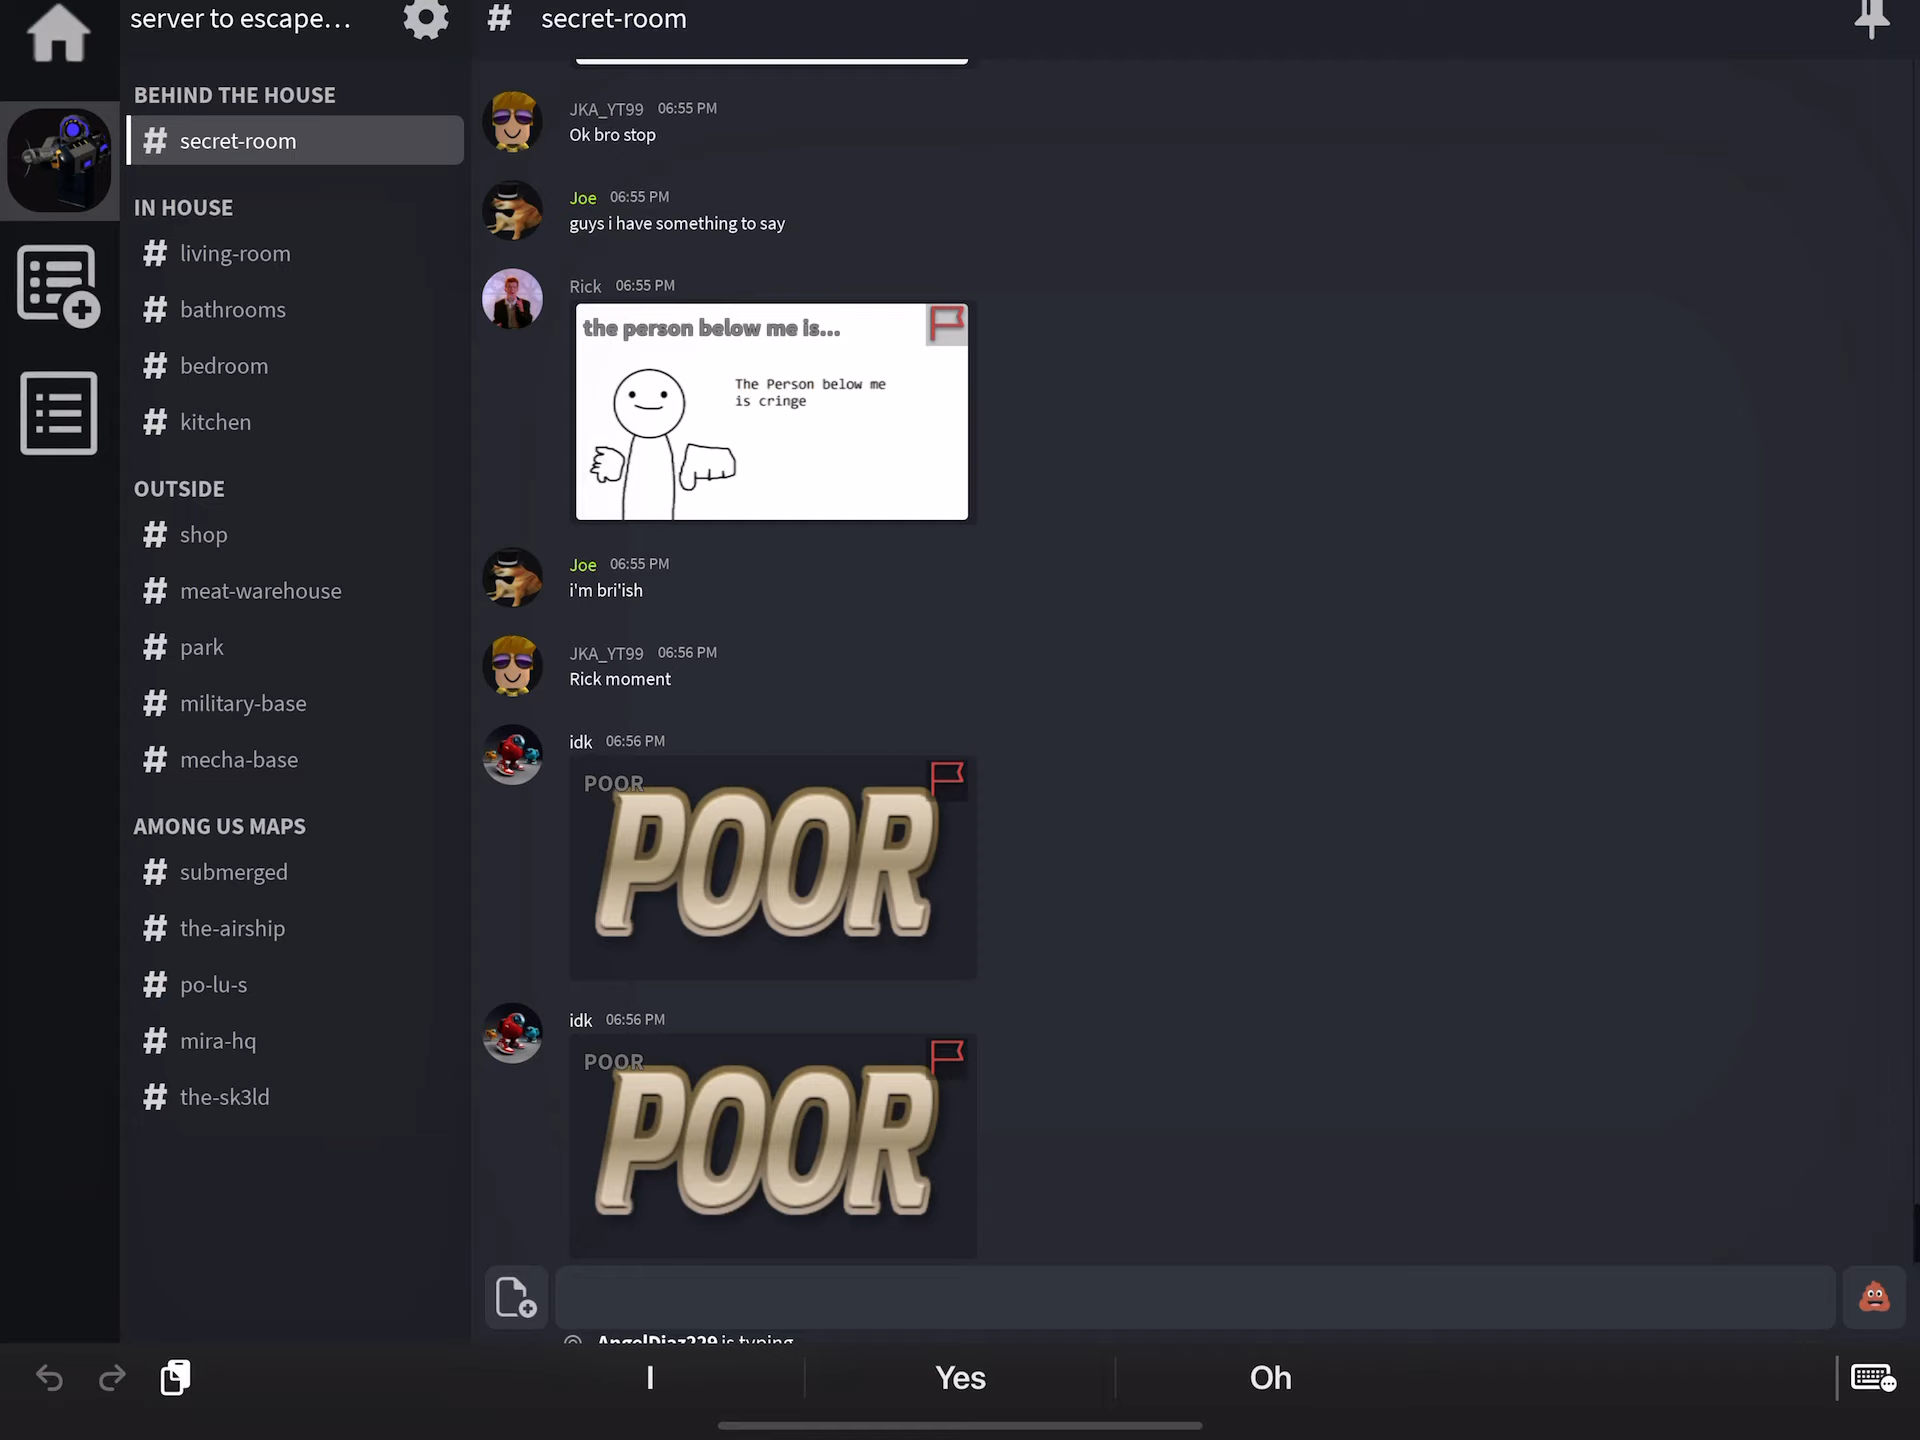 server to escape...
# secret-room
BEHIND THE HOUSE
# secret-room
IN HOUSE
# living-room
# bathrooms
# bedroom
# kitchen
OUTSIDE
# shop
# meat-warehouse
# park
# military-base
# mecha-base
AMONG US MAPS
# submerged
# the-airship
# po-lu-s
# mira-hq
# the-sk3ld
JKA_YT99 06:55 PM
Ok bro stop
Joe 06:55 PM
guys i have something to say
Rick 06:55 PM
the person below me is...
The Person below me
is cringe
Joe 06:55 PM
i'm bri'ish
JKA_YT99 06:56 PM
Rick moment
idk 06:56 PM
POOR
POOR
idk 06:56 PM
POOR
POOR
AngelDiaz229 is typing
I Yes Oh